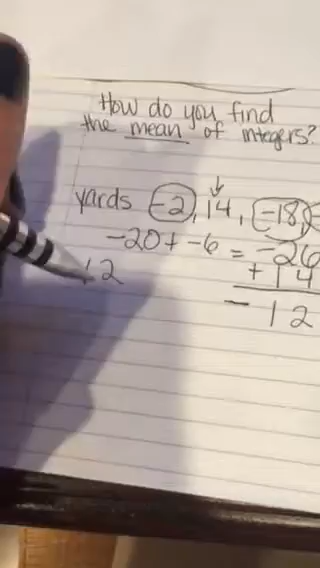 How do you find
the mean of integers?
yards -2, 14, -18, -
-20 + -6 = -26
+ 14
12
- 12